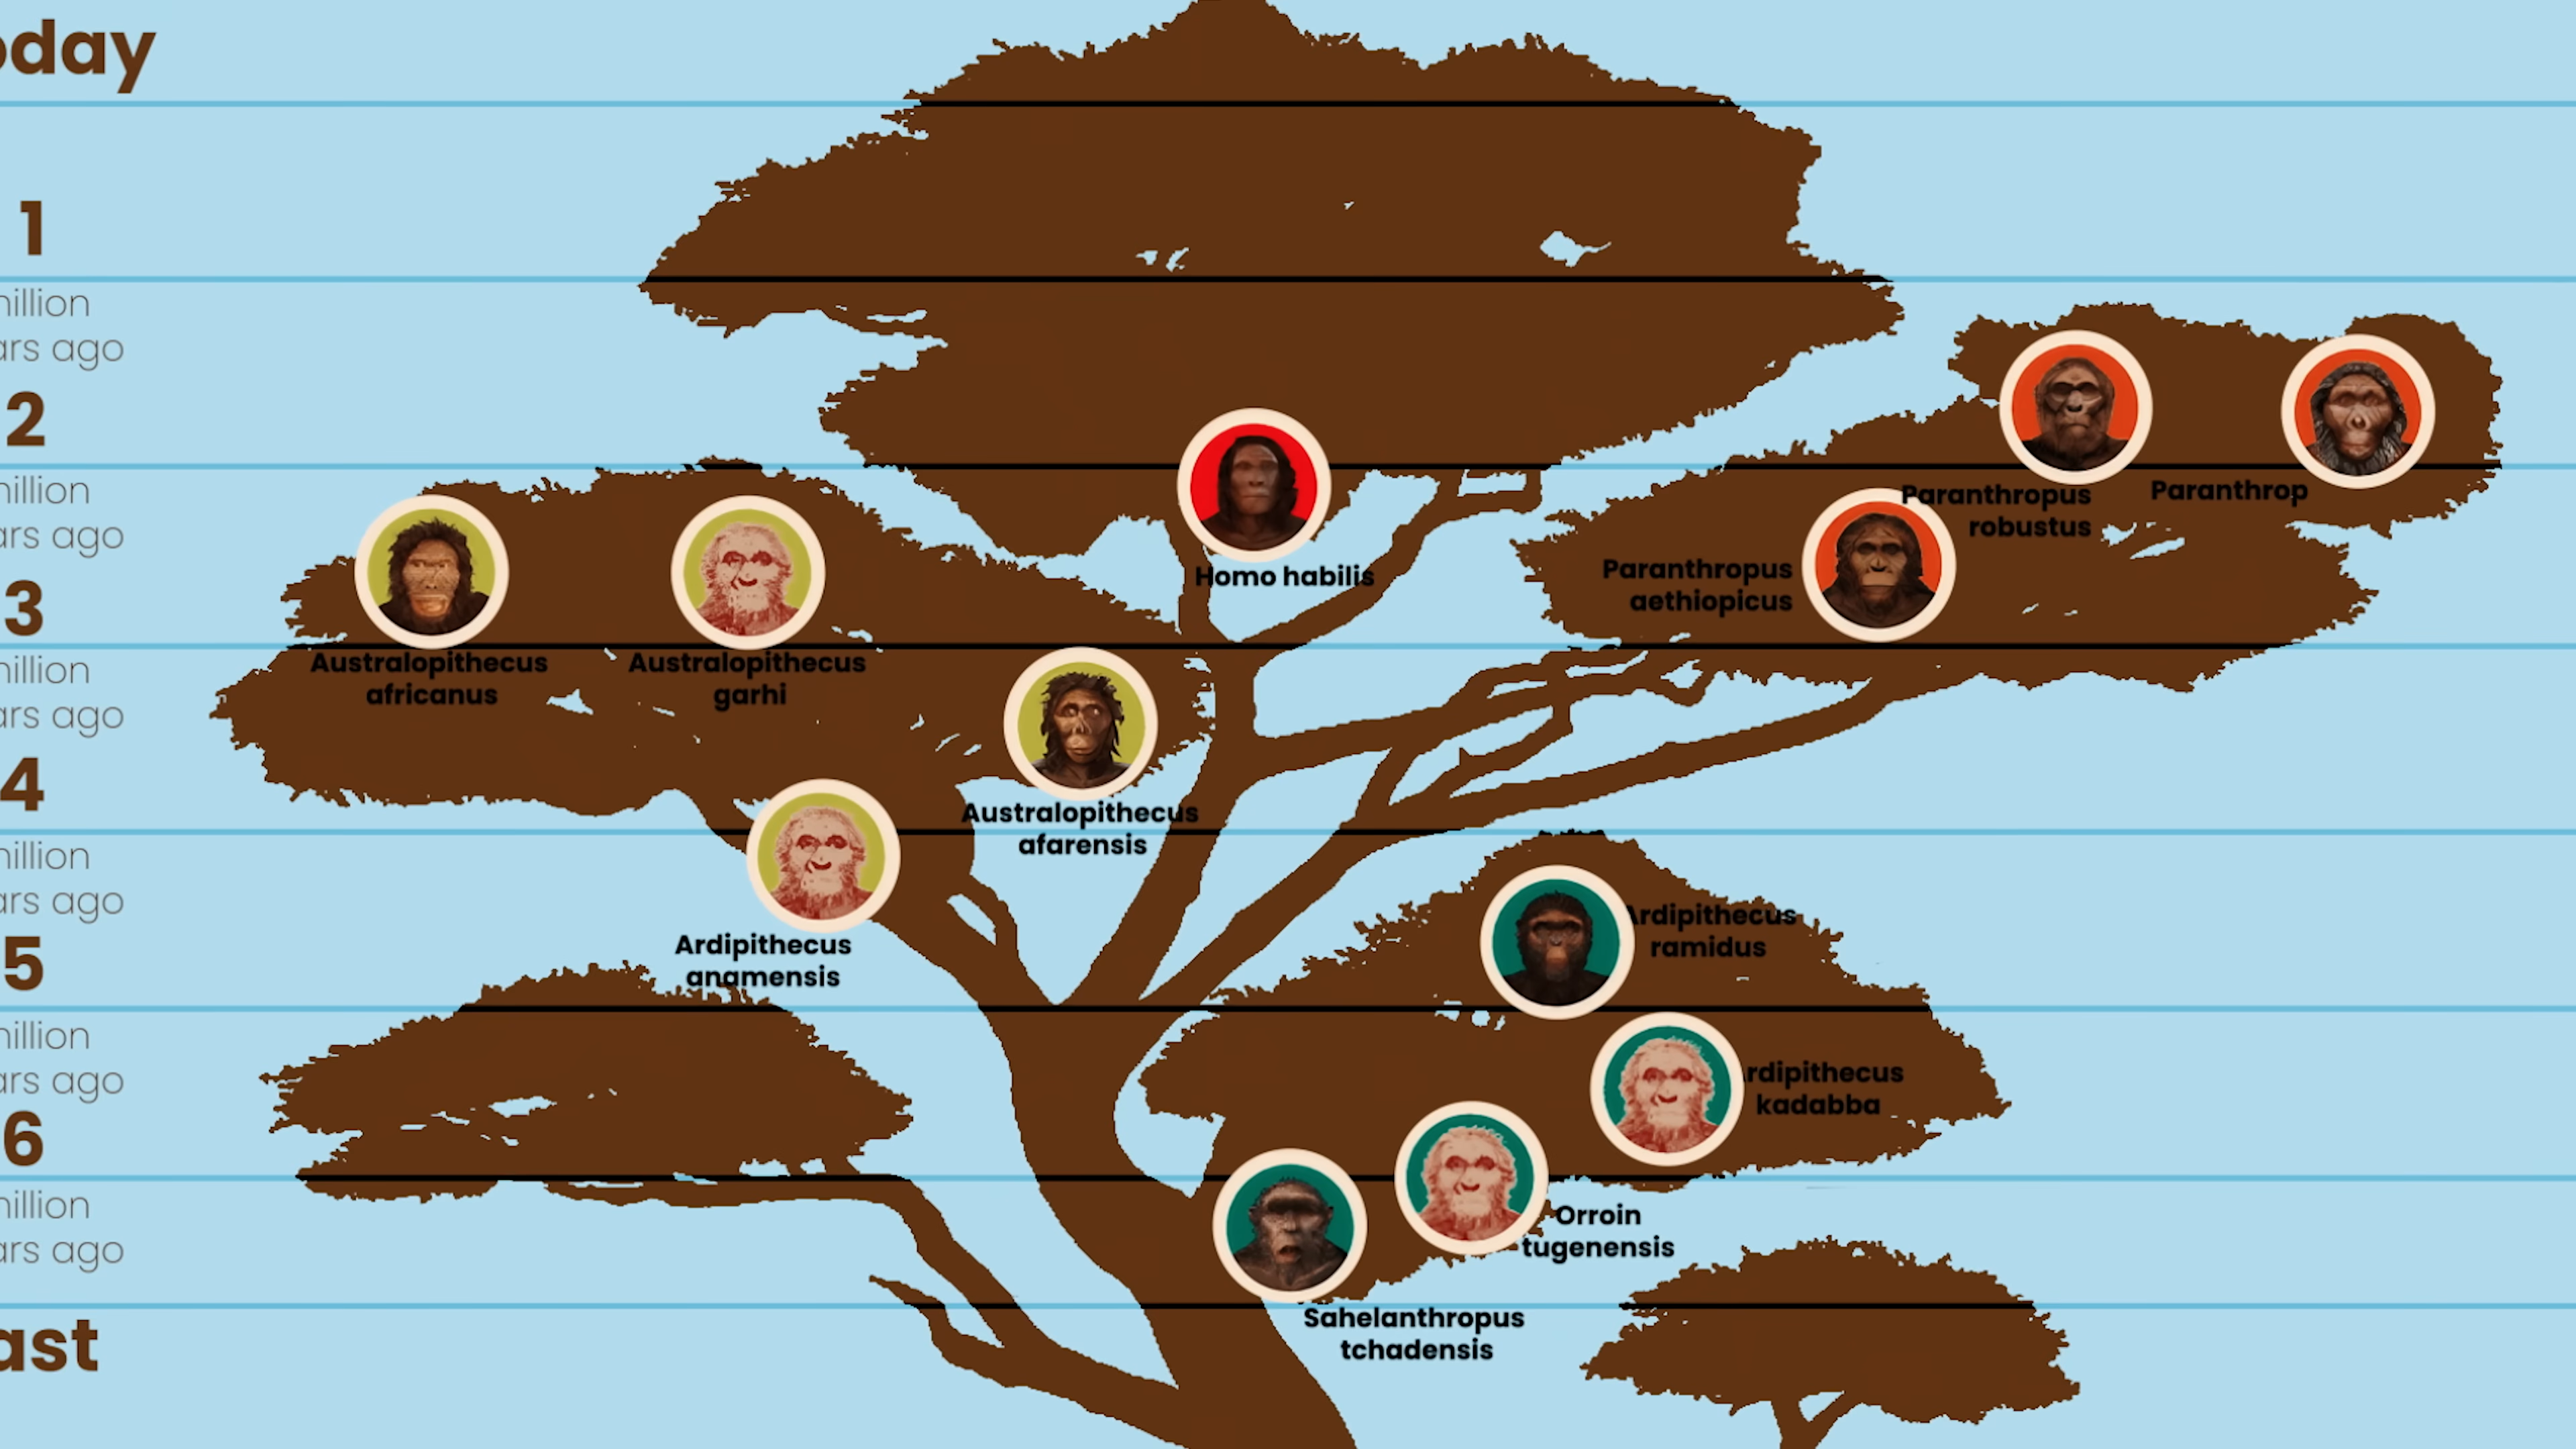 oday
1
illion
ars ago
2
illion
ars ago
3
illion
ars ago
4
illion
ars ago
5
illion
ars ago
6
illion
ars ago
ast
Paranthropus
robustus
Paranthrop
Paranthropus
aethiopicus
Homo habilis
Australopithecus
africanus
Australopithecus
garhi
Australopithecus
afarensis
Ardipithecus
anamensis
Ardipithecus
ramidus
rdipithecus
kadabba
Orroin
tugenensis
Sahelanthropus
tchadensis